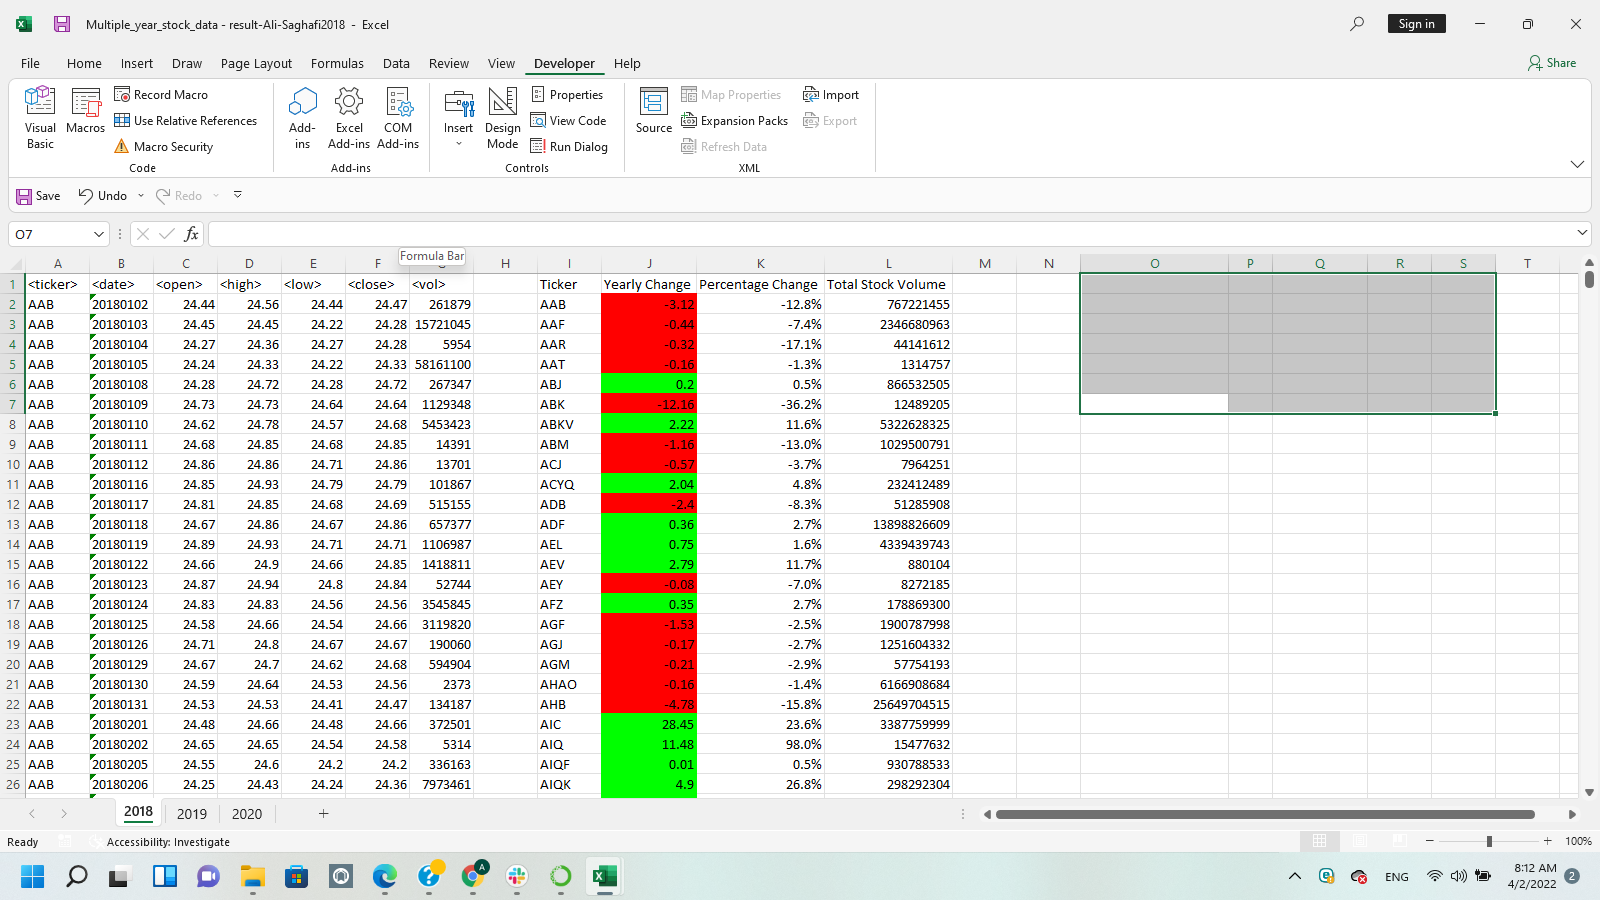 Multiple_year_stock_data - result-Ali-Saghafi2018 - Excel
Sign in
File Home Insert Draw Page Layout Formulas Data Review View Developer Help
Share
Visual Basic
Macros
Record Macro
Use Relative References
Macro Security
Code
Add-ins
Excel Add-ins
COM Add-ins
Add-ins
Insert
Design Mode
Properties
View Code
Run Dialog
Controls
Source
Map Properties
Expansion Packs
Refresh Data
Import
Export
XML
Save Undo Redo
O7 fx
Formula Bar
A B C D E F H I J K L M N O P Q R S T
1 <ticker> <date> <open> <high> <low> <close> <vol> Ticker Yearly Change Percentage Change Total Stock Volume
2 AAB 20180102 24.44 24.56 24.44 24.47 261879 AAB -3.12 -12.8% 767221455
3 AAB 20180103 24.45 24.45 24.22 24.28 15721045 AAF -0.44 -7.4% 2346680963
4 AAB 20180104 24.27 24.36 24.27 24.28 5954 AAR -0.32 -17.1% 44141612
5 AAB 20180105 24.24 24.33 24.22 24.33 58161100 AAT -0.16 -1.3% 1314757
6 AAB 20180108 24.28 24.72 24.28 24.72 267347 ABJ 0.2 0.5% 866532505
7 AAB 20180109 24.73 24.73 24.64 24.64 1129348 ABK -12.16 -36.2% 12489205
8 AAB 20180110 24.62 24.78 24.57 24.68 5453423 ABKV 2.22 11.6% 5322628325
9 AAB 20180111 24.68 24.85 24.68 24.85 14391 ABM -1.16 -13.0% 1029500791
10 AAB 20180112 24.86 24.86 24.71 24.86 13701 ACJ -0.57 -3.7% 7964251
11 AAB 20180116 24.85 24.93 24.79 24.79 101867 ACYQ 2.04 4.8% 232412489
12 AAB 20180117 24.81 24.85 24.68 24.69 515155 ADB -2.4 -8.3% 51285908
13 AAB 20180118 24.67 24.86 24.67 24.86 657377 ADF 0.36 2.7% 13898826609
14 AAB 20180119 24.89 24.93 24.71 24.71 1106987 AEL 0.75 1.6% 4339439743
15 AAB 20180122 24.66 24.9 24.66 24.85 1418811 AEV 2.79 11.7% 880104
16 AAB 20180123 24.87 24.94 24.8 24.84 52744 AEY -0.08 -7.0% 8272185
17 AAB 20180124 24.83 24.83 24.56 24.56 3545845 AFZ 0.35 2.7% 178869300
18 AAB 20180125 24.58 24.66 24.54 24.66 3119820 AGF -1.53 -2.5% 1900787998
19 AAB 20180126 24.71 24.8 24.67 24.67 190060 AGJ -0.17 -2.7% 1251604332
20 AAB 20180129 24.67 24.7 24.62 24.68 594904 AGM -0.21 -2.9% 57754193
21 AAB 20180130 24.59 24.64 24.53 24.56 2373 AHAO -0.16 -1.4% 6166908684
22 AAB 20180131 24.53 24.53 24.41 24.47 134187 AHB -4.78 -15.8% 25649704515
23 AAB 20180201 24.48 24.66 24.48 24.66 372501 AIC 28.45 23.6% 3387759999
24 AAB 20180202 24.65 24.65 24.54 24.58 5314 AIQ 11.48 98.0% 15477632
25 AAB 20180205 24.55 24.6 24.2 24.2 336163 AIQF 0.01 0.5% 930788533
26 AAB 20180206 24.25 24.43 24.24 24.36 7973461 AIQK 4.9 26.8% 298292304
2018 2019 2020
Ready Accessibility: Investigate 100%
ENG 8:12 AM
4/2/2022 2